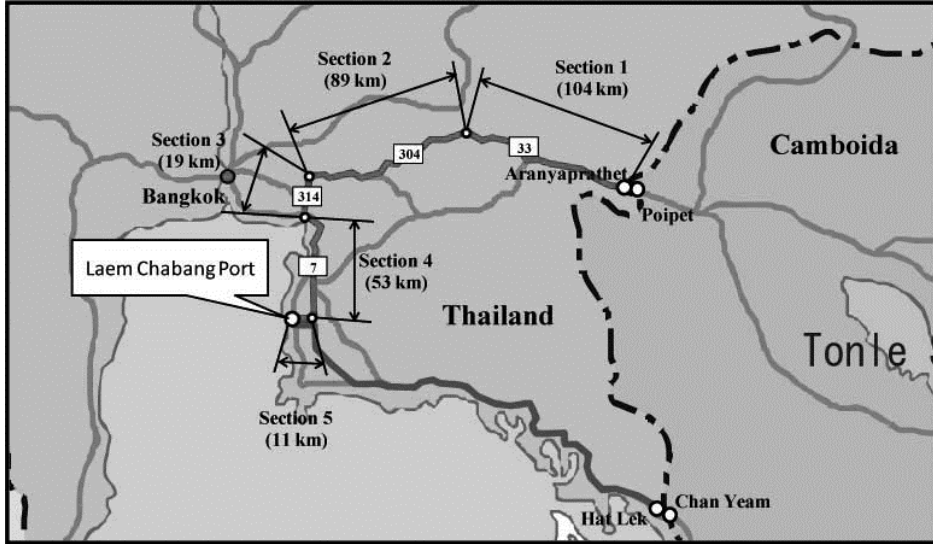 Section 2
(89 km)
Section 1
(104 km)
Section 3
(19 km)
304
33
Camboida
Aranyaprathet
Bangkok
314
Poipet
Laem Chabang Port
7
Section 4
(53 km)
Thailand
Tonle
Section 5
(11 km)
Chan Yeam
Hat Lek